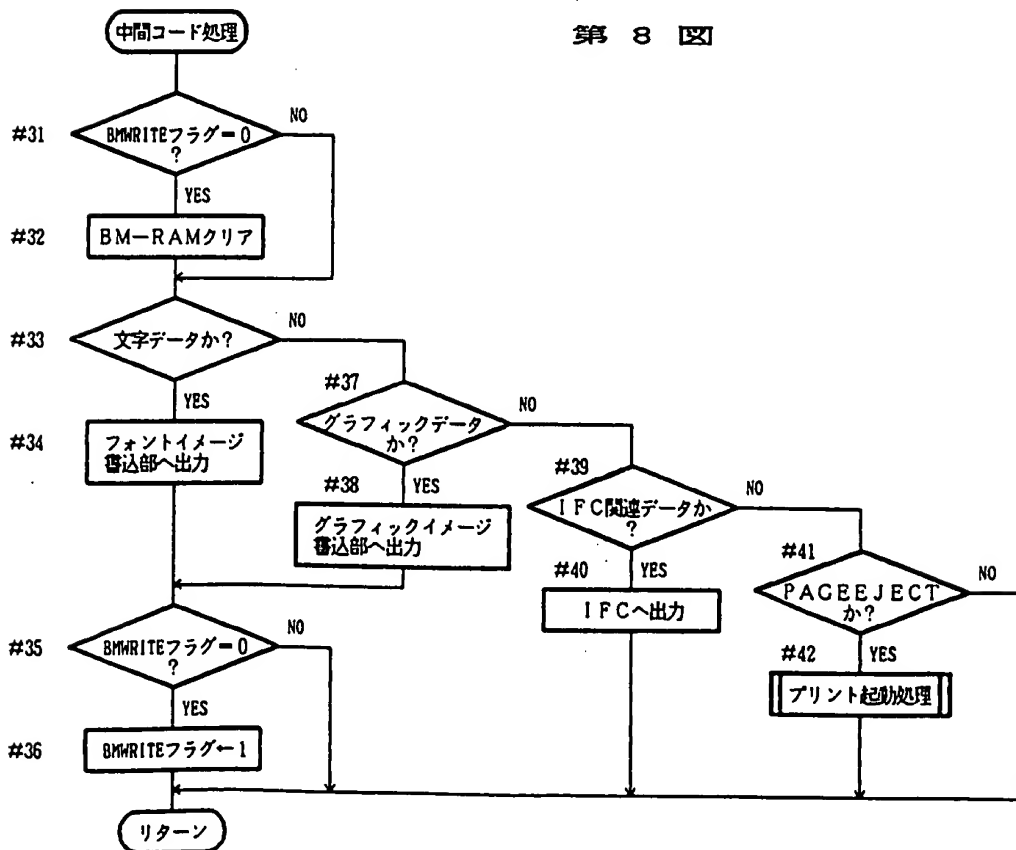 第 8 図
中間コード処理
#31
BMWRITEフラグ=0
?
NO
YES
#32
BM-RAMクリア
#33
文字データか?
NO
YES
#34
フォントイメージ
書込部へ出力
#37
グラフィックデータ
か?
NO
YES
#38
グラフィックイメージ
書込部へ出力
#39
IFC関連データか
?
NO
YES
#40
IFCへ出力
#41
PAGEEJECT
か?
NO
YES
#42
プリント起動処理
#35
BMWRITEフラグ=0
?
NO
YES
#36
BMWRITEフラグ←1
リターン